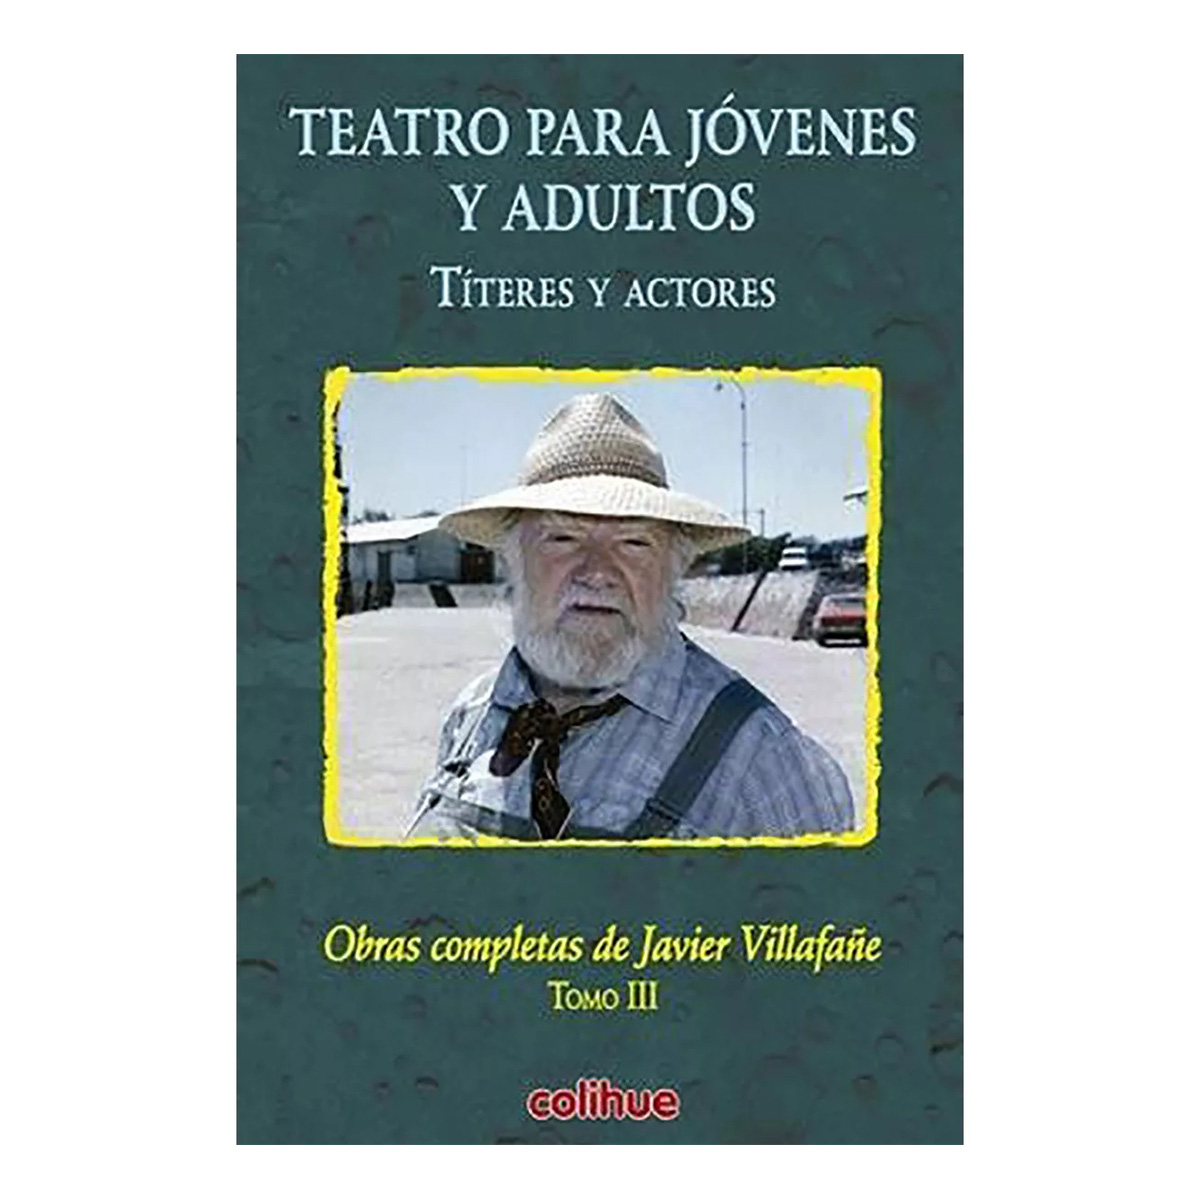 TEATRO PARA JÓVENES
Y ADULTOS
TÍTERES Y ACTORES
Obras completas de Javier Villafañe
TOMO III
colihue